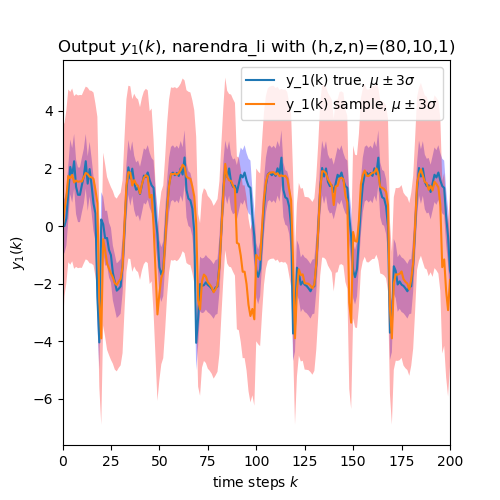 Output y₁(k), narendra_li with (h,z,n)=(80,10,1)
y_1(k) true, μ ± 3σ
y_1(k) sample, μ ± 3σ
y₁(k)
4
2
0
−2
−4
−6
0 25 50 75 100 125 150 175 200
time steps k